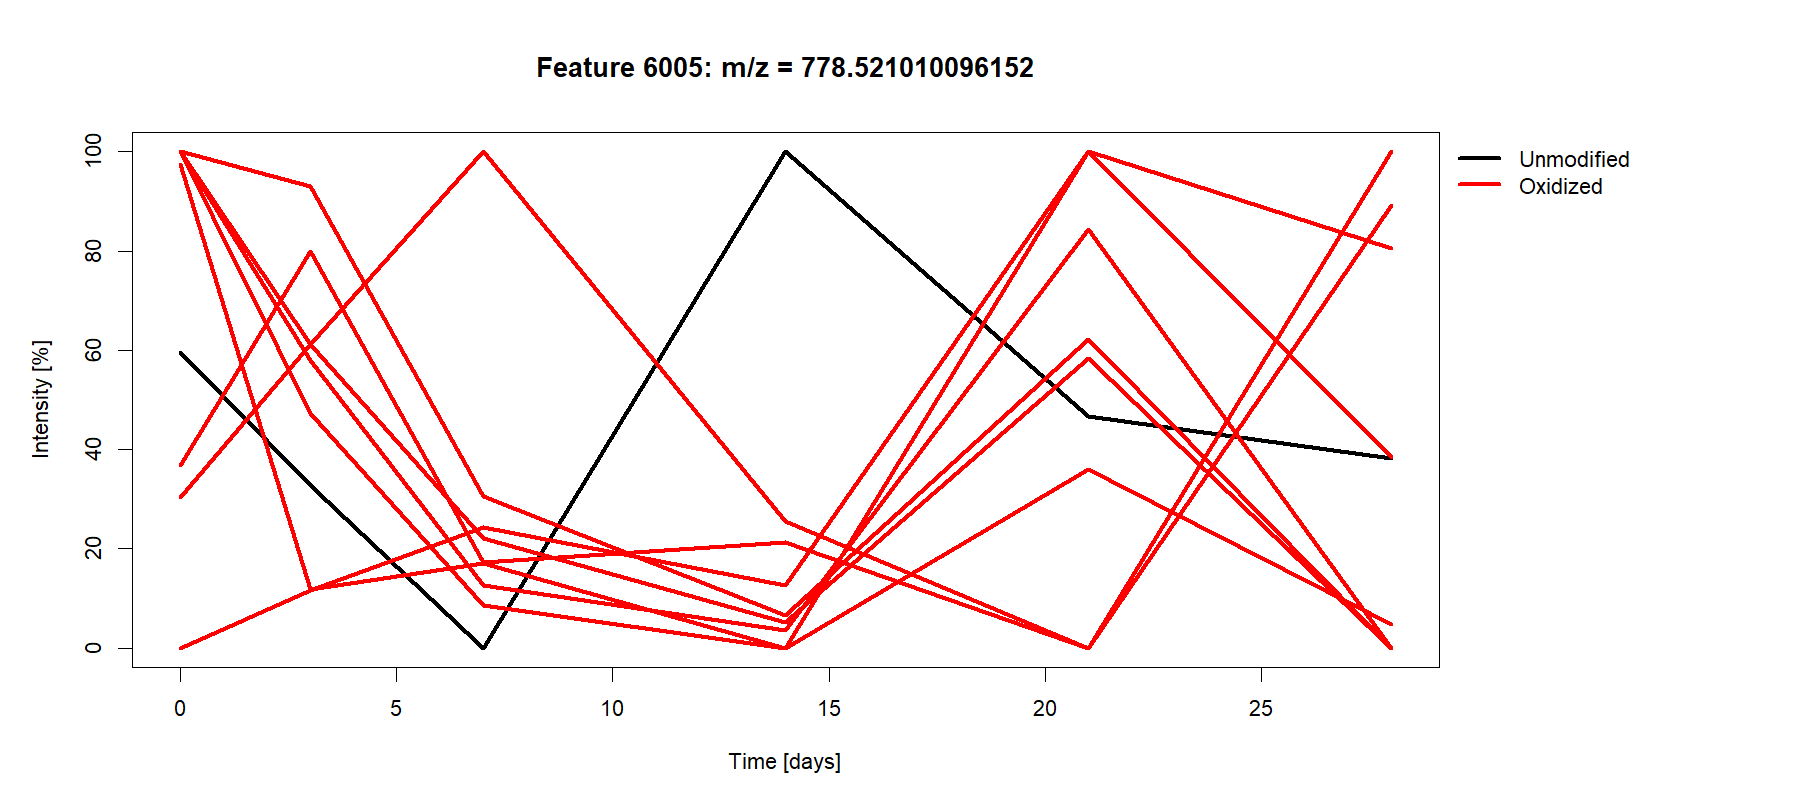 Feature 6005: m/z = 778.521010096152
Unmodified
Oxidized
Intensity [%]
100
80
60
40
20
0
0 5 10 15 20 25
Time [days]